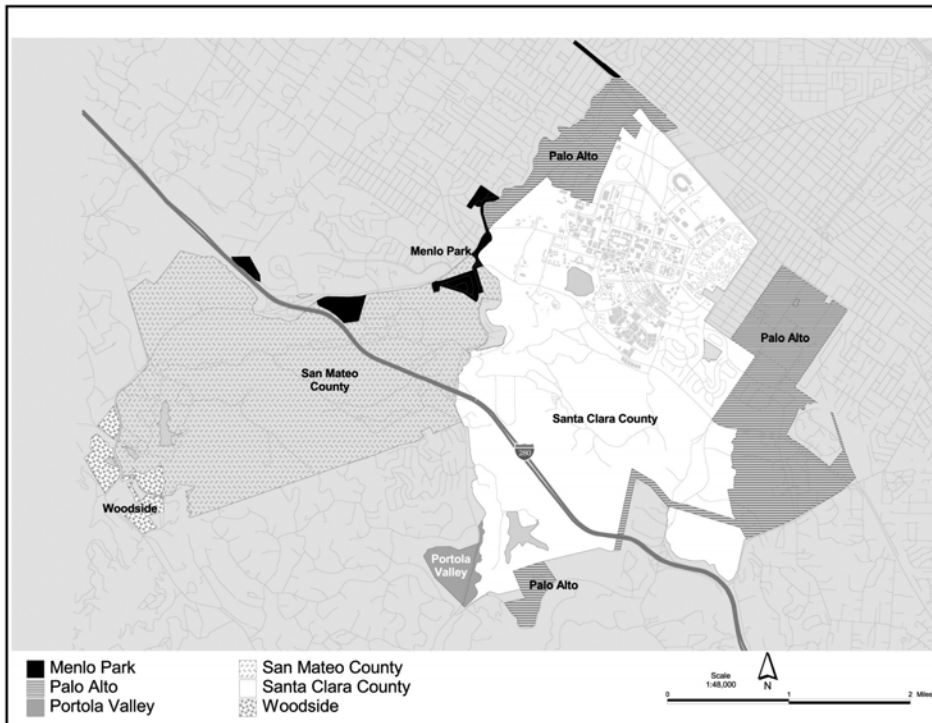 Palo Alto
Menlo Park
Palo Alto
San Mateo
County
Santa Clara County
280
Woodside
Portola
Valley
Palo Alto
Menlo Park
Palo Alto
Portola Valley
San Mateo County
Santa Clara County
Woodside
Scale
1:48,000
0 1 2 Miles
N